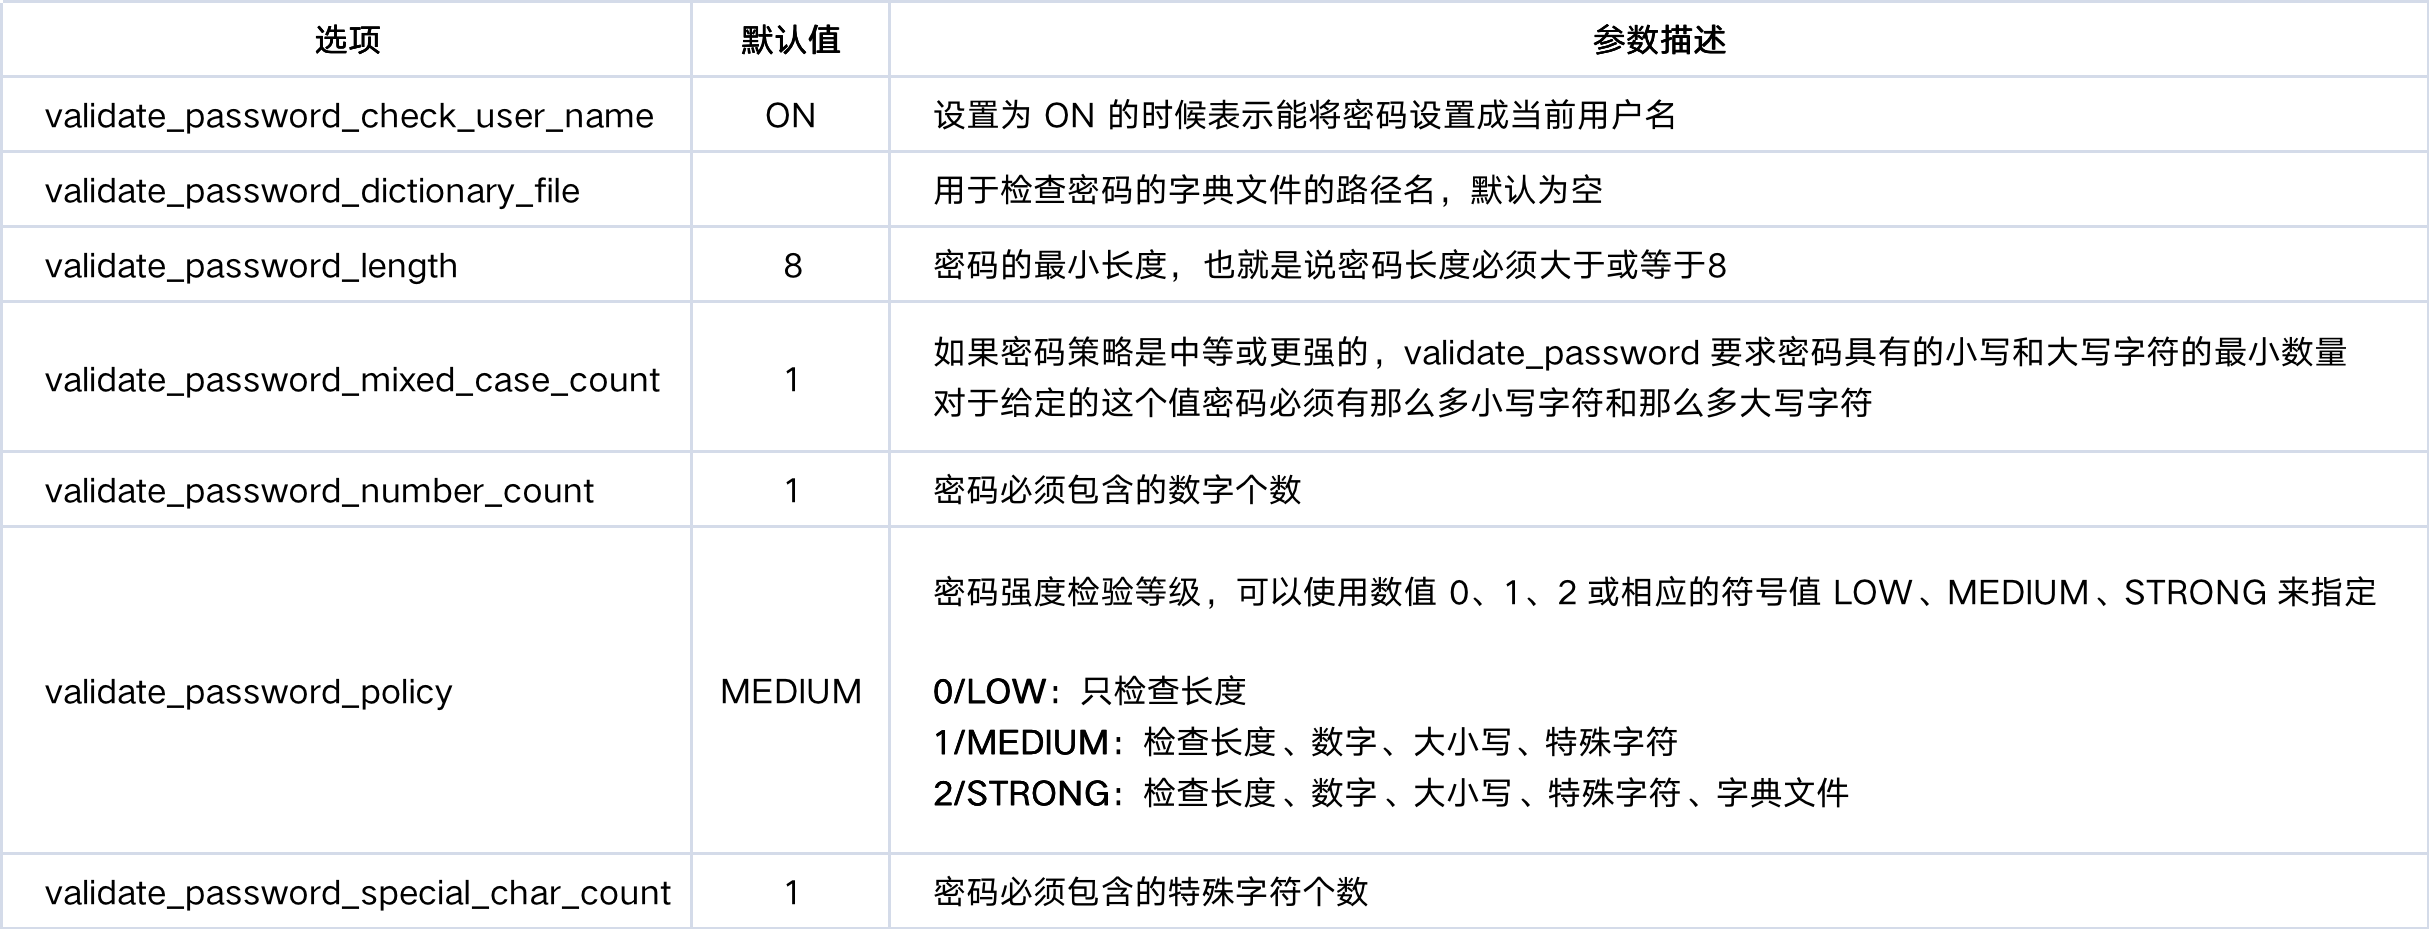 选项 默认值 参数描述
validate_password_check_user_name ON 设置为 ON 的时候表示能将密码设置成当前用户名
validate_password_dictionary_file 用于检查密码的字典文件的路径名，默认为空
validate_password_length 8 密码的最小长度，也就是说密码长度必须大于或等于8
validate_password_mixed_case_count 1 如果密码策略是中等或更强的，validate_password 要求密码具有的小写和大写字符的最小数量
对于给定的这个值密码必须有那么多小写字符和那么多大写字符
validate_password_number_count 1 密码必须包含的数字个数
validate_password_policy MEDIUM 密码强度检验等级，可以使用数值 0、1、2 或相应的符号值 LOW、MEDIUM、STRONG 来指定
0/LOW：只检查长度
1/MEDIUM：检查长度、数字、大小写、特殊字符
2/STRONG：检查长度、数字、大小写、特殊字符、字典文件
validate_password_special_char_count 1 密码必须包含的特殊字符个数